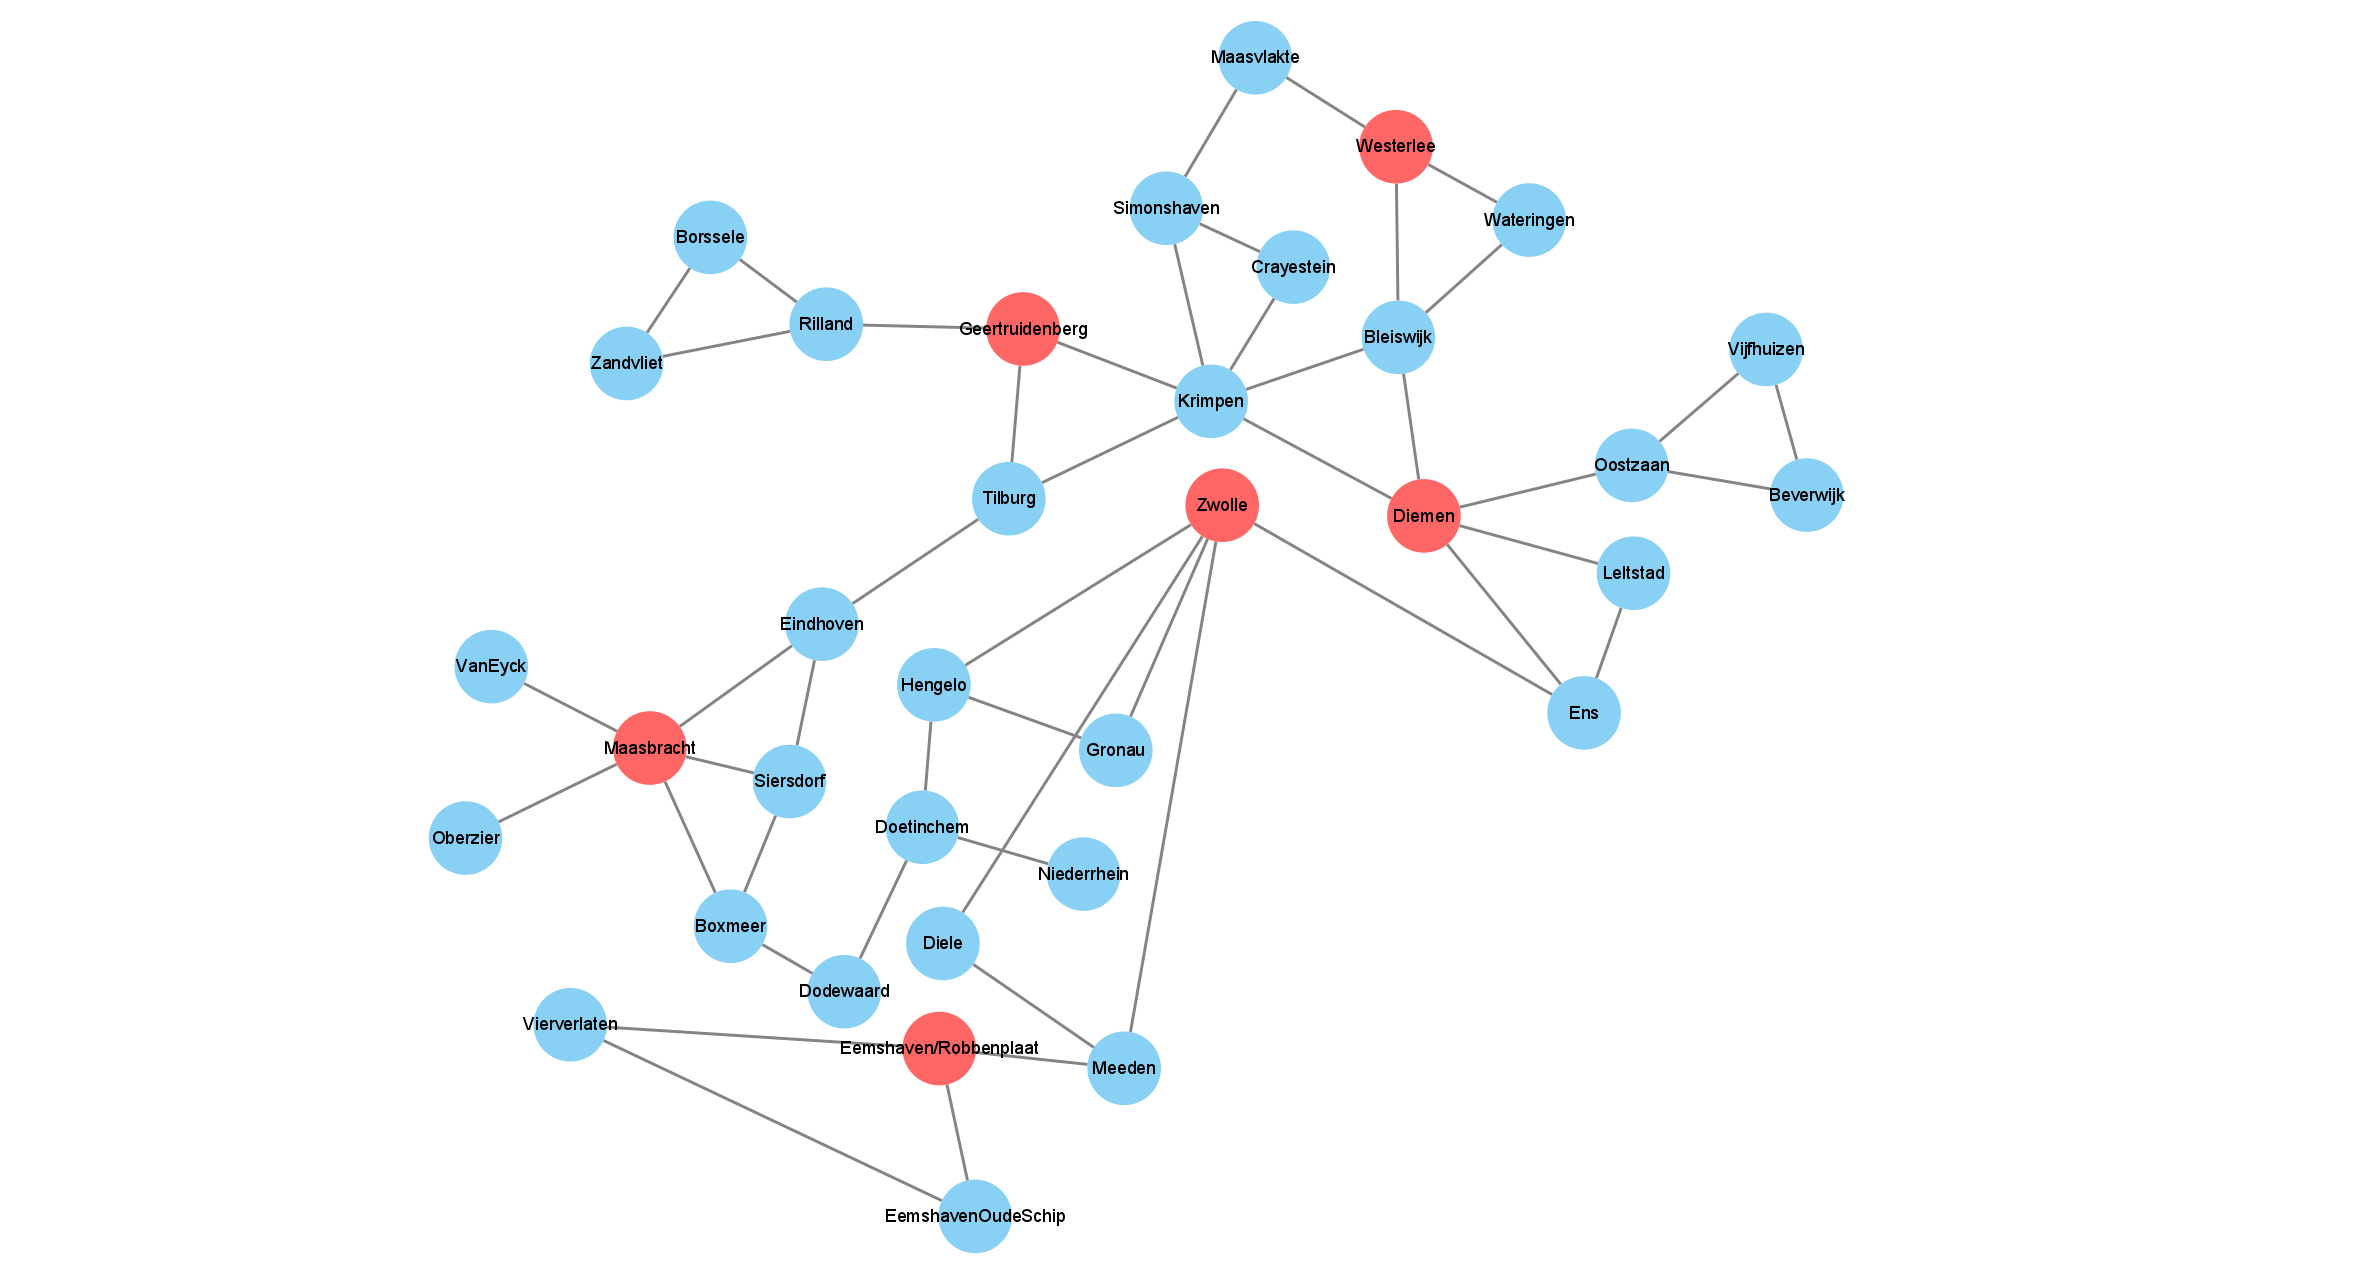 Maasvlakte
Westerlee
Simonshaven
Wateringen
Borssele
Crayestein
Rilland
Geertruidenberg
Bleiswijk
Vijfhuizen
Zandvliet
Krimpen
Oostzaan
Beverwijk
Tilburg
Zwolle
Diemen
Leltstad
Eindhoven
VanEyck
Hengelo
Ens
Maasbracht
Gronau
Siersdorf
Oberzier
Doetinchem
Niederrhein
Boxmeer
Diele
Dodewaard
Vierverlaten
Eemshaven/Robbenplaat
Meeden
EemshavenOudeSchip